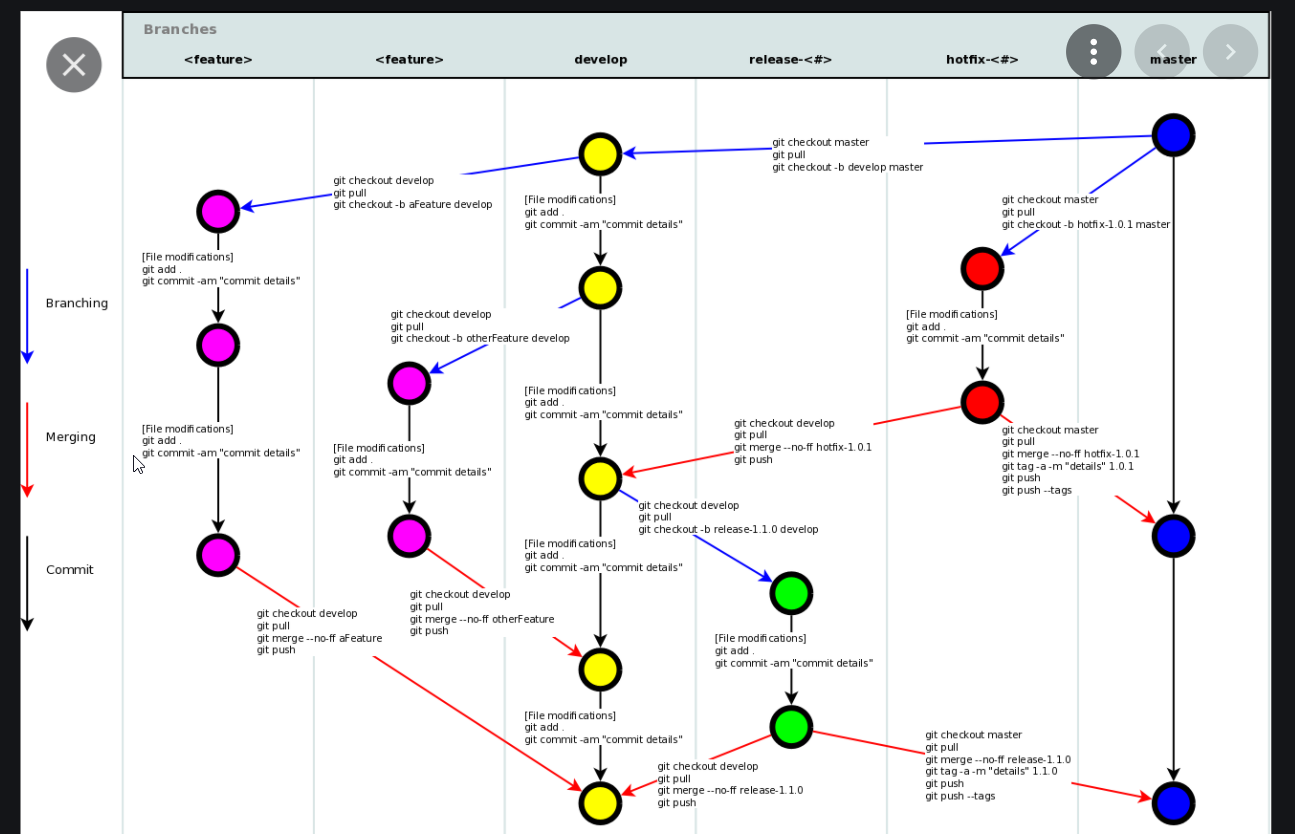 Branches
<feature>
<feature>
develop
release-<#>
hotfix-<#>
master
git checkout master
git pull
git checkout -b develop master
git checkout develop
git pull
git checkout -b aFeature develop
[File modifications]
git add .
git commit -am "commit details"
git checkout master
git pull
git checkout -b hotfix-1.0.1 master
[File modifications]
git add .
git commit -am "commit details"
Branching
git checkout develop
git pull
git checkout -b otherFeature develop
[File modifications]
git add .
git commit -am "commit details"
[File modifications]
git add .
git commit -am "commit details"
Merging
[File modifications]
git add .
git commit -am "commit details"
[File modifications]
git add .
git commit -am "commit details"
git checkout develop
git pull
git merge --no-ff hotfix-1.0.1
git push
git checkout master
git pull
git merge --no-ff hotfix-1.0.1
git tag -a -m "details" 1.0.1
git push
git push --tags
git checkout develop
git pull
git checkout -b release-1.1.0 develop
[File modifications]
git add .
git commit -am "commit details"
Commit
git checkout develop
git pull
git merge --no-ff aFeature
git push
git checkout develop
git pull
git merge --no-ff otherFeature
git push
[File modifications]
git add .
git commit -am "commit details"
[File modifications]
git add .
git commit -am "commit details"
git checkout develop
git pull
git merge --no-ff release-1.1.0
git push
git checkout master
git pull
git merge --no-ff release-1.1.0
git tag -a -m "details" 1.1.0
git push
git push --tags